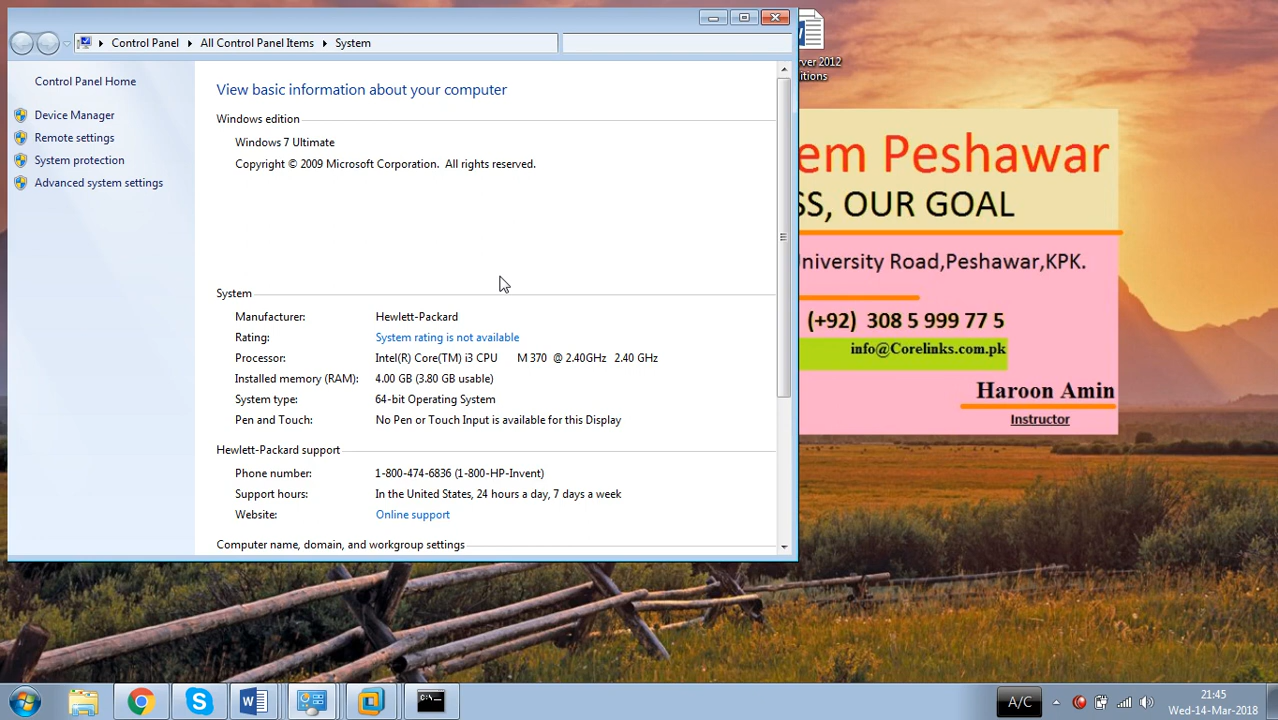 Control Panel
All Control Panel Items
System
Control Panel Home
Device Manager
Remote settings
System protection
Advanced system settings
View basic information about your computer
Windows edition
Windows 7 Ultimate
Copyright © 2009 Microsoft Corporation. All rights reserved.
System
Manufacturer: Hewlett-Packard
Rating: System rating is not available
Processor: Intel(R) Core(TM) i3 CPU M 370 @ 2.40GHz 2.40 GHz
Installed memory (RAM): 4.00 GB (3.80 GB usable)
System type: 64-bit Operating System
Pen and Touch: No Pen or Touch Input is available for this Display
Hewlett-Packard support
Phone number: 1-800-474-6836 (1-800-HP-Invent)
Support hours: In the United States, 24 hours a day, 7 days a week
Website: Online support
Computer name, domain, and workgroup settings
rver 2012
itions
em Peshawar
SS, OUR GOAL
niversity Road,Peshawar,KPK.
(+92) 308 5 999 77 5
info@Corelinks.com.pk
Haroon Amin
Instructor
C:\
A/C
21:45
Wed-14-Mar-2018